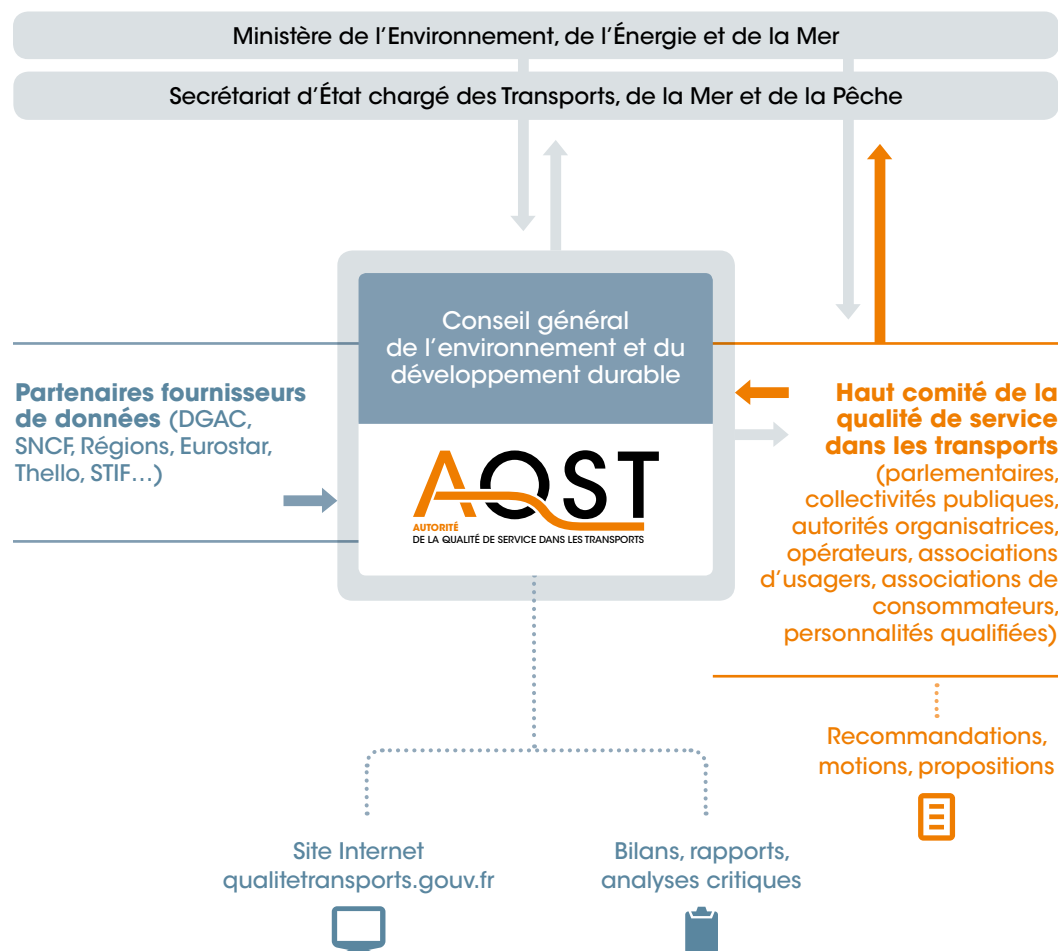 Ministère de l'Environnement, de l'Énergie et de la Mer
Secrétariat d'État chargé des Transports, de la Mer et de la Pêche
Conseil général
de l'environnement et du
développement durable
Partenaires fournisseurs
de données (DGAC,
SNCF, Régions, Eurostar,
Thello, STIF…)
AQST
AUTORITÉ
DE LA QUALITÉ DE SERVICE DANS LES TRANSPORTS
Haut comité de la
qualité de service
dans les transports
(parlementaires,
collectivités publiques,
autorités organisatrices,
opérateurs, associations
d'usagers, associations de
consommateurs,
personnalités qualifiées)
Recommandations,
motions, propositions
Site Internet
qualitetransports.gouv.fr
Bilans, rapports,
analyses critiques